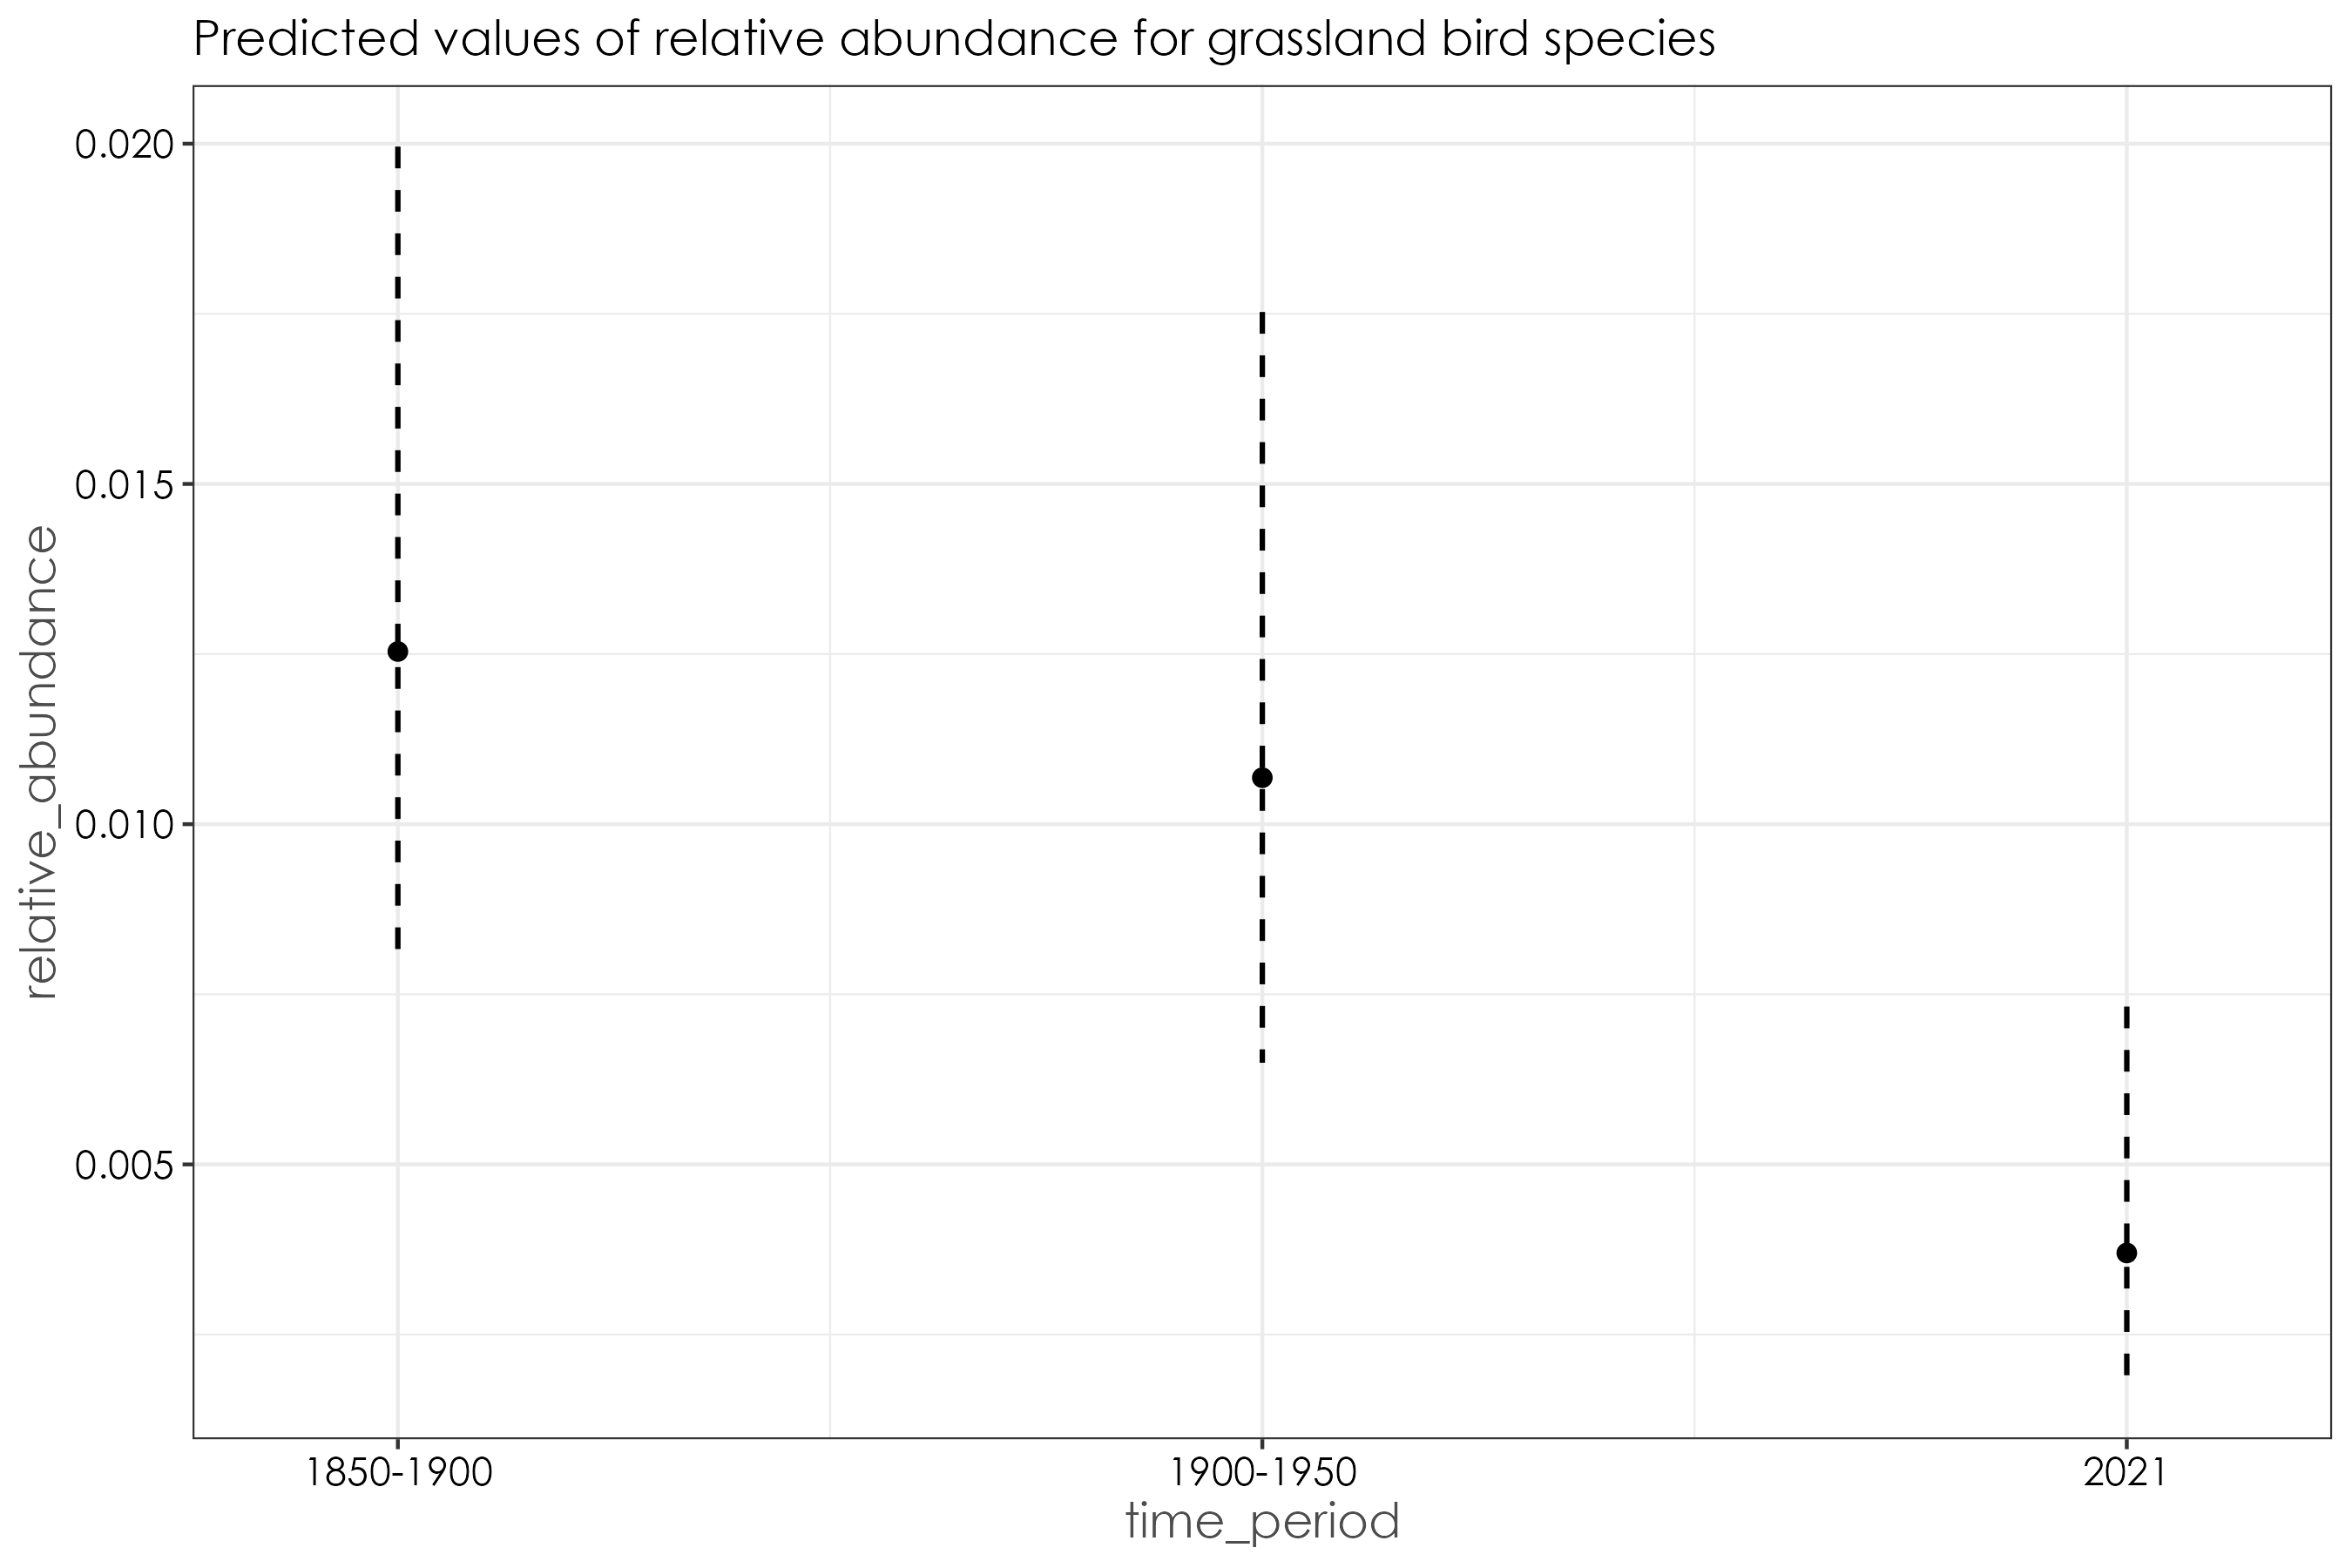 Predicted values of relative abundance for grassland bird species
0.020
0.015
0.010
0.005
relative_abundance
1850-1900
1900-1950
2021
time_period